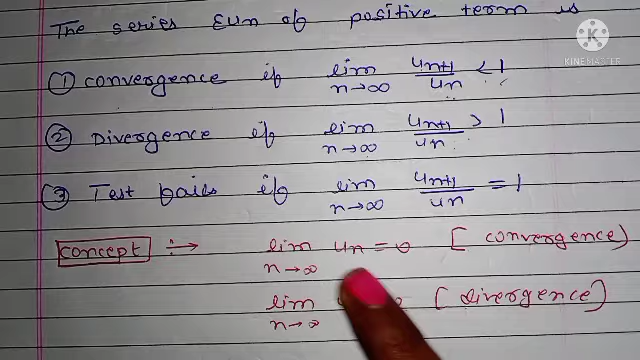 The series Σun of positive term is
① convergence if lim n→∞ un+1/un < 1
② Divergence if lim n→∞ un+1/un > 1
③ Test fails if lim n→∞ un+1/un = 1
concept ÷→ lim n→∞ un = 0 [convergence)
lim n→∞ [divergence)
K
KINEMASTER